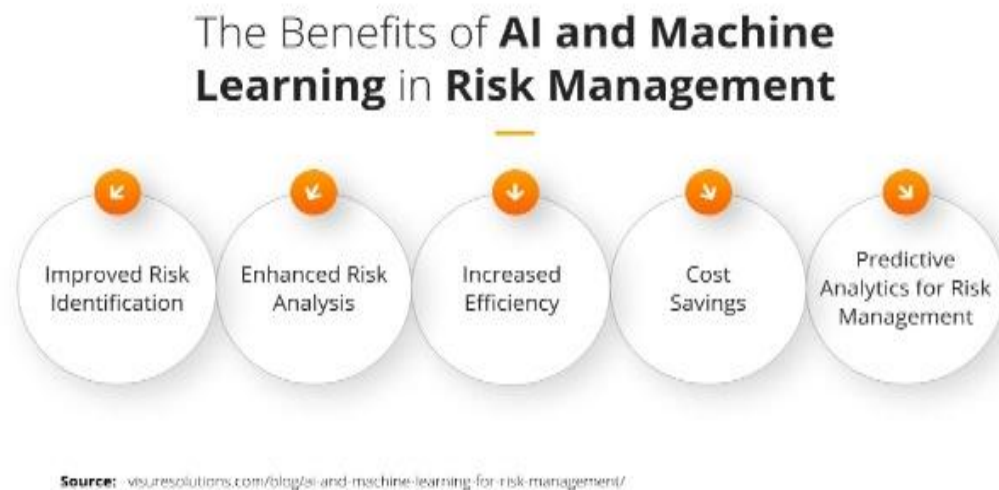 The Benefits of AI and Machine
Learning in Risk Management
Improved Risk
Identification
Enhanced Risk
Analysis
Increased
Efficiency
Cost
Savings
Predictive
Analytics for Risk
Management
Source: visuresolutions.com/blog/ai-and-machine-learning-for-risk-management/